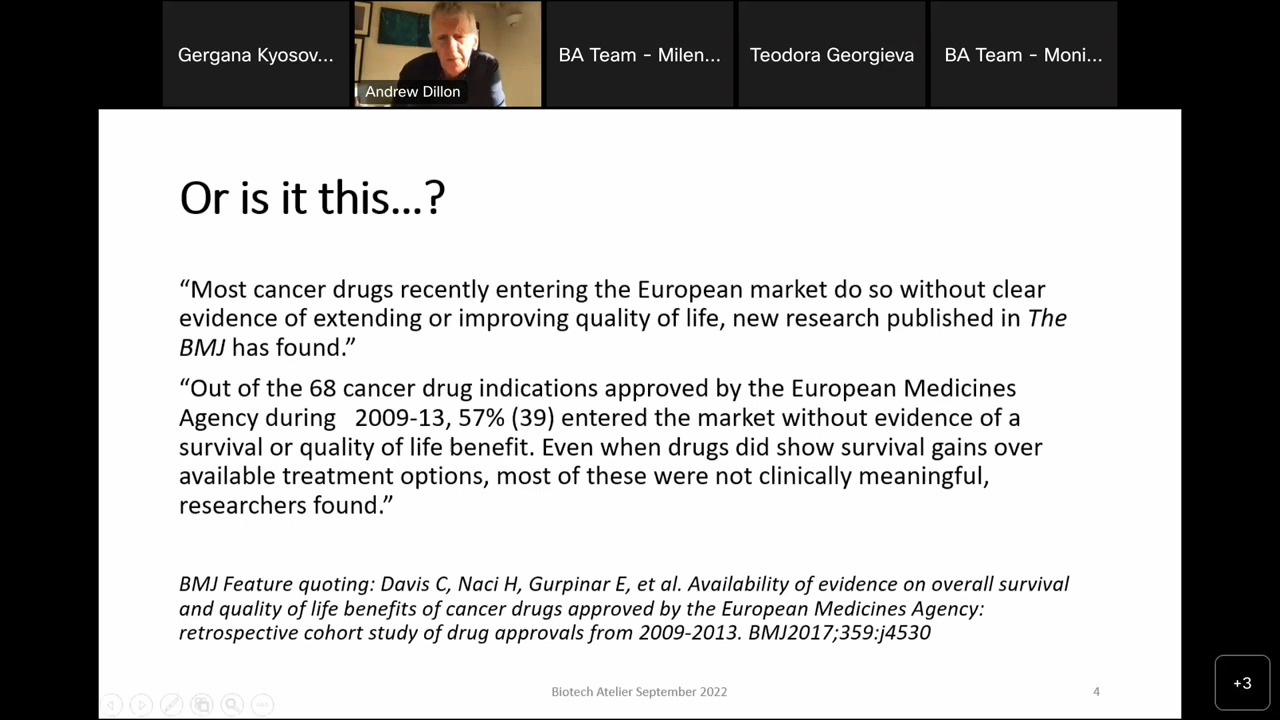 Gergana Kyosov...
Andrew Dillon
BA Team - Milen...
Teodora Georgieva
BA Team - Moni...
Or is it this...?
“Most cancer drugs recently entering the European market do so without clear
evidence of extending or improving quality of life, new research published in The
BMJ has found.”
“Out of the 68 cancer drug indications approved by the European Medicines
Agency during 2009-13, 57% (39) entered the market without evidence of a
survival or quality of life benefit. Even when drugs did show survival gains over
available treatment options, most of these were not clinically meaningful,
researchers found.”
BMJ Feature quoting: Davis C, Naci H, Gurpinar E, et al. Availability of evidence on overall survival
and quality of life benefits of cancer drugs approved by the European Medicines Agency:
retrospective cohort study of drug approvals from 2009-2013. BMJ2017;359:j4530
Biotech Atelier September 2022
4
+3